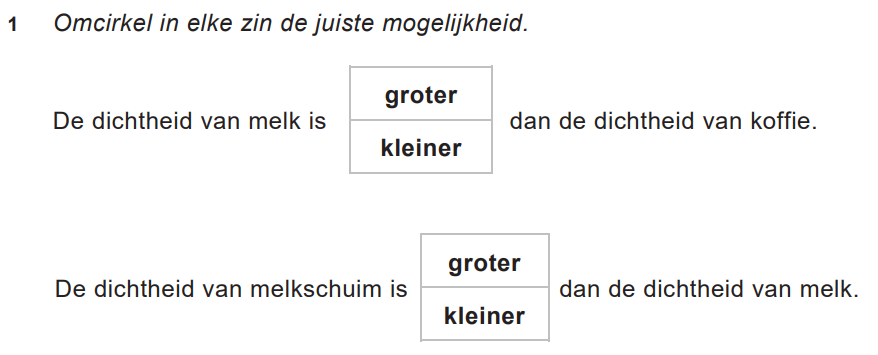 1 Omcirkel in elke zin de juiste mogelijkheid.
groter
De dichtheid van melk is dan de dichtheid van koffie.
kleiner
groter
De dichtheid van melkschuim is dan de dichtheid van melk.
kleiner